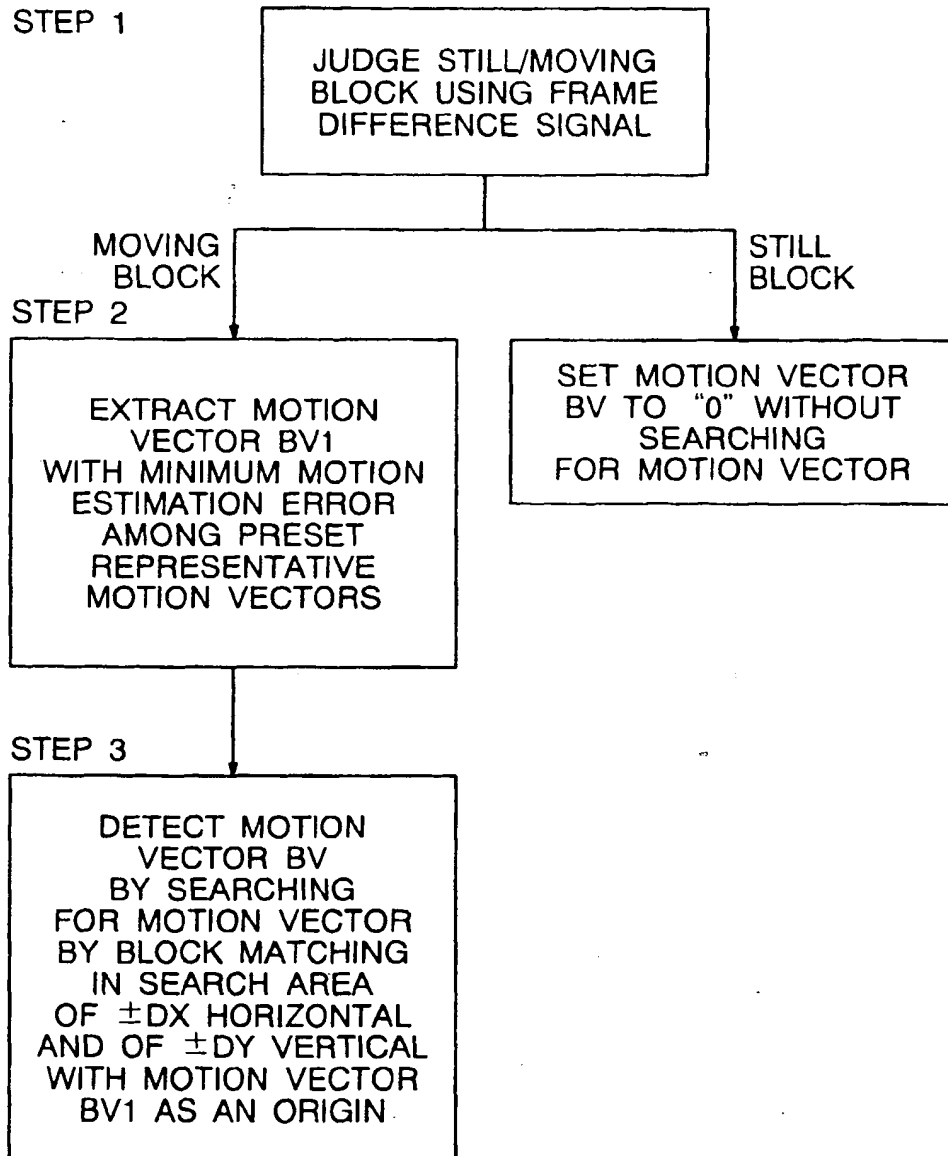 STEP 1
JUDGE STILL/MOVING
BLOCK USING FRAME
DIFFERENCE SIGNAL
MOVING
BLOCK
STILL
BLOCK
STEP 2
EXTRACT MOTION
VECTOR BV1
WITH MINIMUM MOTION
ESTIMATION ERROR
AMONG PRESET
REPRESENTATIVE
MOTION VECTORS
SET MOTION VECTOR
BV TO "0" WITHOUT
SEARCHING
FOR MOTION VECTOR
STEP 3
DETECT MOTION
VECTOR BV
BY SEARCHING
FOR MOTION VECTOR
BY BLOCK MATCHING
IN SEARCH AREA
OF ±DX HORIZONTAL
AND OF ±DY VERTICAL
WITH MOTION VECTOR
BV1 AS AN ORIGIN